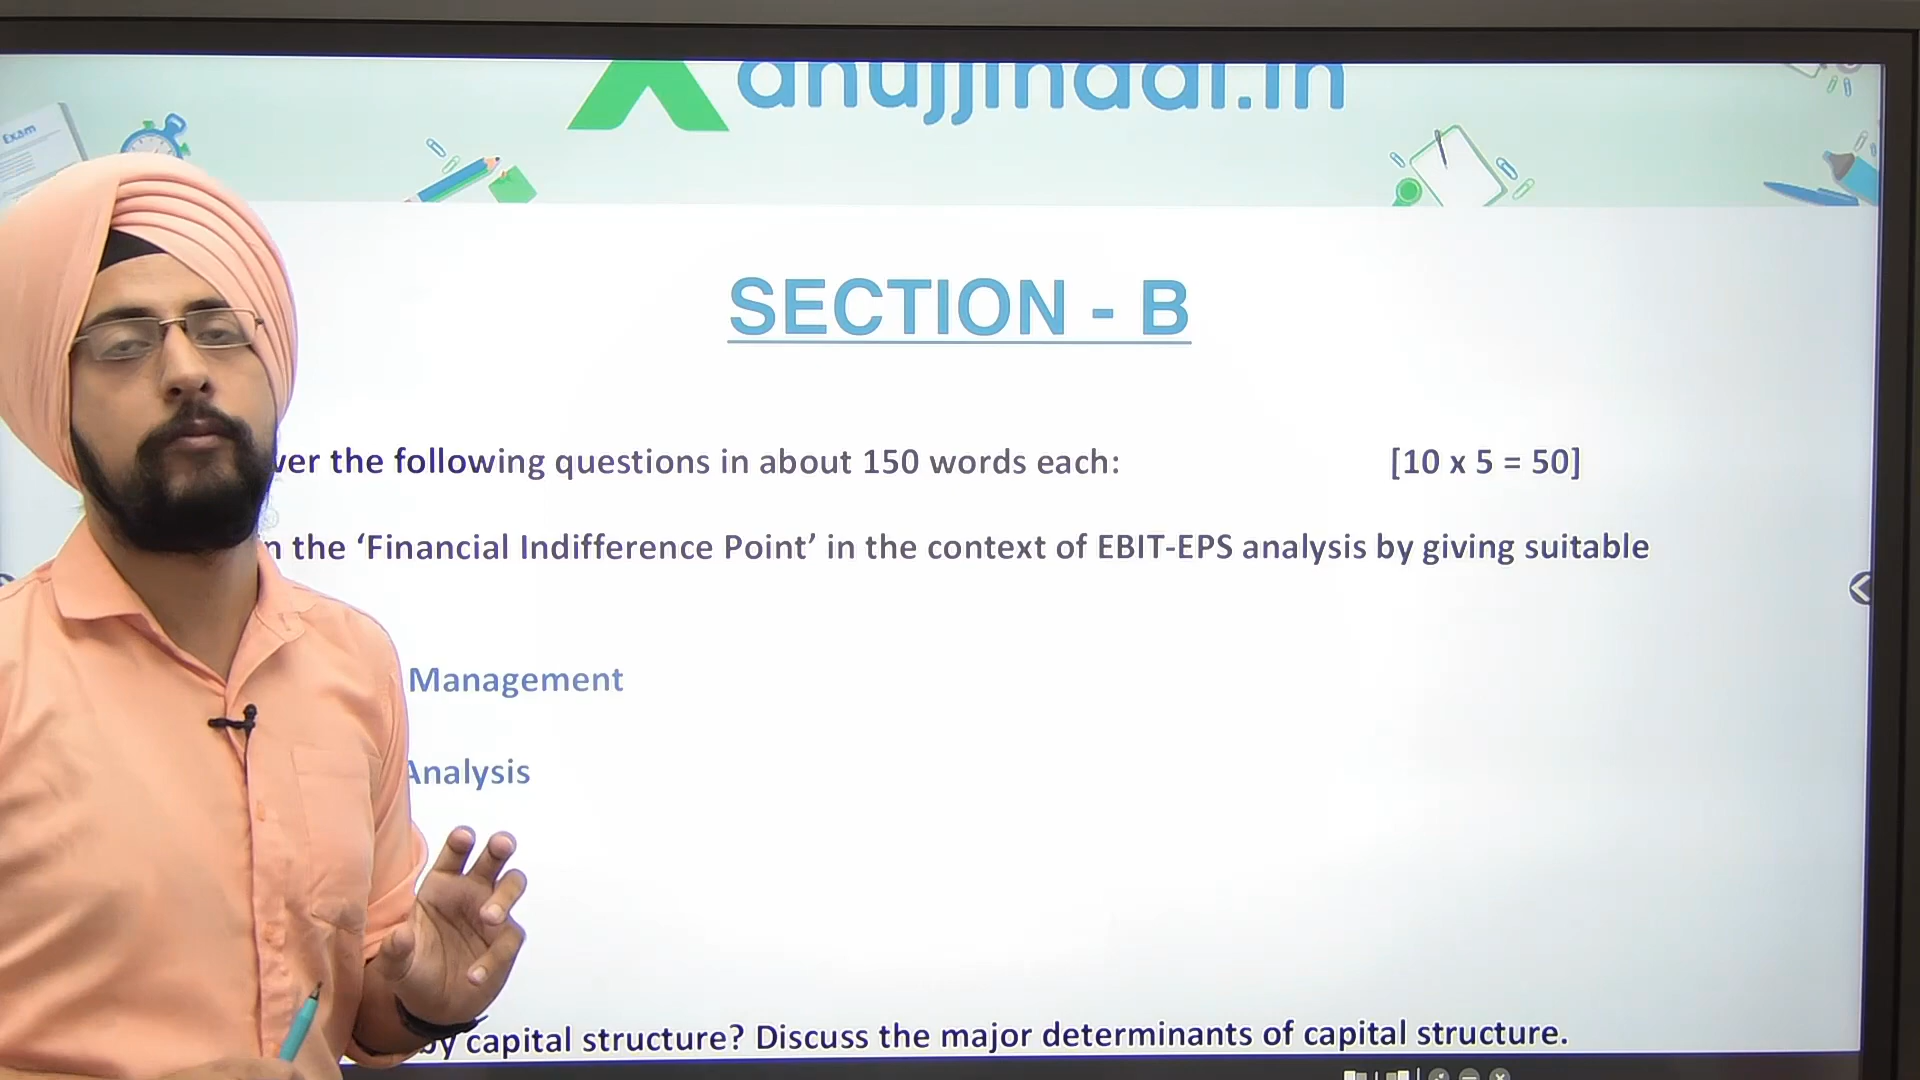 Exam
anujjindal.in
SECTION - B
the following questions in about 150 words each: [10 x 5 = 50]
the ‘Financial Indifference Point’ in the context of EBIT-EPS analysis by giving suitable
Management
Analysis
by capital structure? Discuss the major determinants of capital structure.